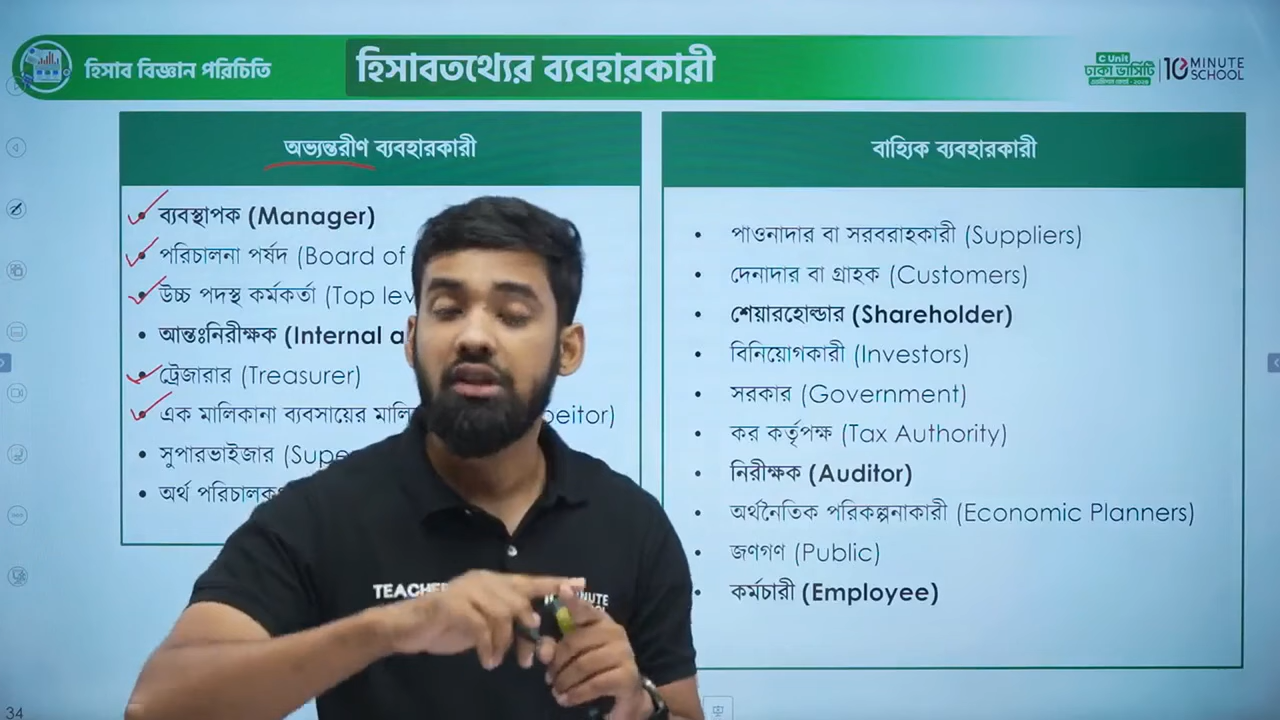 হিসাব বিজ্ঞান পরিচিতি
হিসাবতথ্যের ব্যবহারকারী
C Unit
ঢাকা ভার্সিটি
10 MINUTE SCHOOL
অভ্যন্তরীণ ব্যবহারকারী
ব্যবস্থাপক (Manager)
পরিচালনা পর্ষদ (Board of
উচ্চ পদস্থ কর্মকর্তা (Top lev
আন্তঃনিরীক্ষক (Internal a
ট্রেজারার (Treasurer)
এক মালিকানা ব্যবসায়ের মালি peitor)
সুপারভাইজার (Supe
অর্থ পরিচালক
বাহ্যিক ব্যবহারকারী
পাওনাদার বা সরবরাহকারী (Suppliers)
দেনাদার বা গ্রাহক (Customers)
শেয়ারহোল্ডার (Shareholder)
বিনিয়োগকারী (Investors)
সরকার (Government)
কর কর্তৃপক্ষ (Tax Authority)
নিরীক্ষক (Auditor)
অর্থনৈতিক পরিকল্পনাকারী (Economic Planners)
জণগণ (Public)
কর্মচারী (Employee)
TEACHE
34